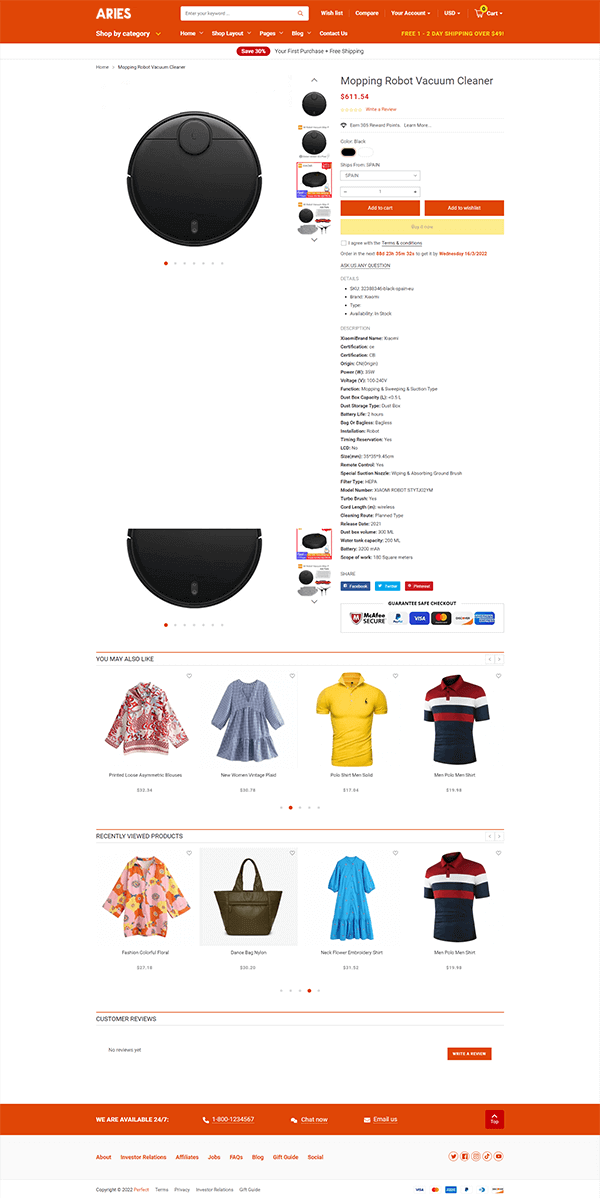 ARIES
Enter your keyword...
Wish list
Compare
Your Account
USD
0
Cart
Shop by category
Home
Shop Layout
Pages
Blog
Contact Us
FREE 1 - 2 DAY SHIPPING OVER $49!
Save 30% Your First Purchase + Free Shipping
Home > Mopping Robot Vacuum Cleaner
Mopping Robot Vacuum Cleaner
$611.54
Write a Review
Earn 305 Reward Points. Learn More...
Color: Black
Ships From: SPAIN
SPAIN
− 1 +
Add to cart
Add to wishlist
Buy it now
I agree with the Terms & conditions
Order in the next 88d 23h 35m 32s to get it by Wednesday 16/3/2022
ASK US ANY QUESTION
DETAILS
Brand: Xiaomi
Type:
Availability: In Stock
DESCRIPTION
XiaomiBrand Name: Xiaomi
Certification: ce
Certification: CB
Origin: CN(Origin)
Power (W): 35W
Voltage (V): 100-240V
Function: Mopping & Sweeping & Suction Type
Dust Box Capacity (L): <0.5 L
Dust Storage Type: Dust Box
Battery Life: 2 hours
Bag Or Bagless: Bagless
Installation: Robot
Timing Reservation: Yes
LCD: No
Size(mm): 35*35*9.45cm
Remote Control: Yes
Special Suction Nozzle: Wiping & Absorbing Ground Brush
Filter Type: HEPA
Model Number: XIAOMI ROBOT STYTJ02YM
Turbo Brush: Yes
Cord Length (m): wireless
Cleaning Route: Planned Type
Release Date: 2021
Dust box volume: 300 ML
Water tank capacity: 200 ML
Battery: 3200 mAh
Scope of work: 180 Square meters
SHARE
Facebook
Twitter
Pinterest
GUARANTEE SAFE CHECKOUT
McAfee SECURE
PayPal
VISA
YOU MAY ALSO LIKE
Printed Loose Asymmetric Blouses
New Women Vintage Plaid
Polo Shirt Men Solid
Men Polo Men Shirt
$32.34
$30.78
$17.94
$19.98
RECENTLY VIEWED PRODUCTS
Fashion Colorful Floral
Dance Bag Nylon
Neck Flower Embroidery Shirt
Men Polo Men Shirt
$27.18
$30.20
$31.52
$19.98
CUSTOMER REVIEWS
No reviews yet
WRITE A REVIEW
WE ARE AVAILABLE 24/7:
1-800-1234567
Chat now
Email us
Top
About
Investor Relations
Affiliates
Jobs
FAQs
Blog
Gift Guide
Social
Copyright © 2022 Perfect
Terms
Privacy
Investor Relations
Gift Guide
VISA